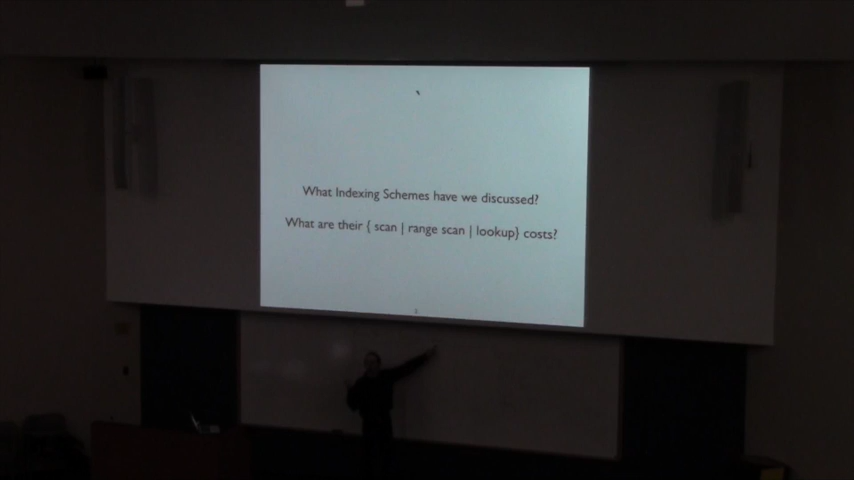 What Indexing Schemes have we discussed?
What are their { scan | range scan | lookup} costs?